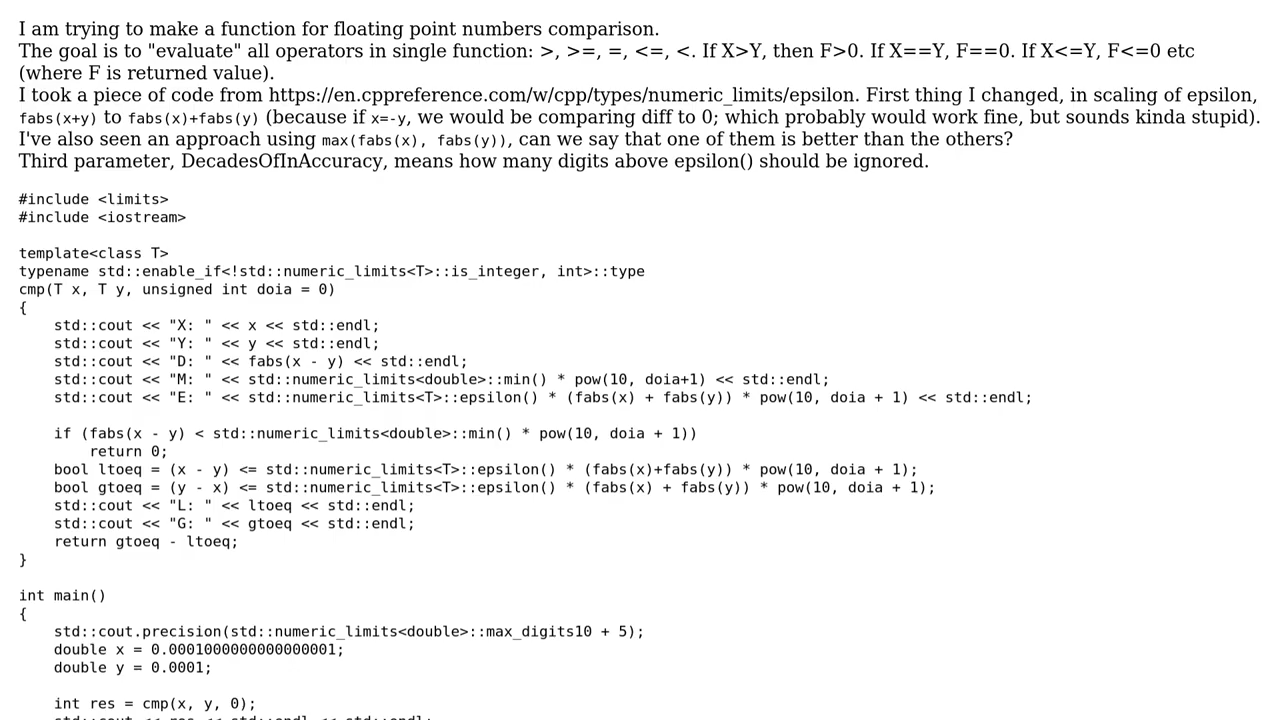 I am trying to make a function for floating point numbers comparison.
The goal is to "evaluate" all operators in single function: >, >=, =, <=, <. If X>Y, then F>0. If X==Y, F==0. If X<=Y, F<=0 etc
(where F is returned value).
I took a piece of code from https://en.cppreference.com/w/cpp/types/numeric_limits/epsilon. First thing I changed, in scaling of epsilon,
fabs(x+y) to fabs(x)+fabs(y) (because if x=-y, we would be comparing diff to 0; which probably would work fine, but sounds kinda stupid).
I've also seen an approach using max(fabs(x), fabs(y)), can we say that one of them is better than the others?
Third parameter, DecadesOfInAccuracy, means how many digits above epsilon() should be ignored.
#include <limits>
#include <iostream>
template<class T>
typename std::enable_if<!std::numeric_limits<T>::is_integer, int>::type
cmp(T x, T y, unsigned int doia = 0)
{
    std::cout << "X: " << x << std::endl;
    std::cout << "Y: " << y << std::endl;
    std::cout << "D: " << fabs(x - y) << std::endl;
    std::cout << "M: " << std::numeric_limits<double>::min() * pow(10, doia+1) << std::endl;
    std::cout << "E: " << std::numeric_limits<T>::epsilon() * (fabs(x) + fabs(y)) * pow(10, doia + 1) << std::endl;
    if (fabs(x - y) < std::numeric_limits<double>::min() * pow(10, doia + 1))
        return 0;
    bool ltoeq = (x - y) <= std::numeric_limits<T>::epsilon() * (fabs(x)+fabs(y)) * pow(10, doia + 1);
    bool gtoeq = (y - x) <= std::numeric_limits<T>::epsilon() * (fabs(x) + fabs(y)) * pow(10, doia + 1);
    std::cout << "L: " << ltoeq << std::endl;
    std::cout << "G: " << gtoeq << std::endl;
    return gtoeq - ltoeq;
}
int main()
{
    std::cout.precision(std::numeric_limits<double>::max_digits10 + 5);
    double x = 0.0001000000000000001;
    double y = 0.0001;
    int res = cmp(x, y, 0);
    std::cout << res << std::endl << std::endl;